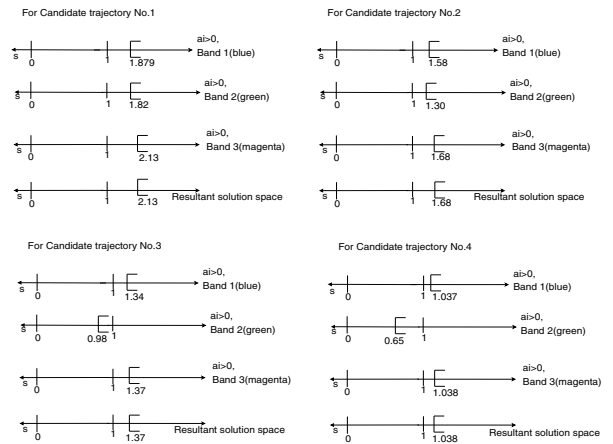 For Candidate trajectory No.1
ai>0,
Band 1(blue)
s
0
1
1.879
ai>0,
Band 2(green)
s
0
1
1.82
ai>0,
Band 3(magenta)
s
0
1
2.13
Resultant solution space
s
0
1
2.13
For Candidate trajectory No.2
ai>0,
Band 1(blue)
s
0
1
1.58
ai>0,
Band 2(green)
s
0
1
1.30
ai>0,
Band 3(magenta)
s
0
1
1.68
Resultant solution space
s
0
1
1.68
For Candidate trajectory No.3
ai>0,
Band 1(blue)
s
0
1
1.34
ai>0,
Band 2(green)
s
0
0.98
1
ai>0,
Band 3(magenta)
s
0
1
1.37
Resultant solution space
s
0
1
1.37
For Candidate trajectory No.4
ai>0,
Band 1(blue)
s
0
1
1.037
ai>0,
Band 2(green)
s
0
0.65
1
ai>0,
Band 3(magenta)
s
0
1
1.038
Resultant solution space
s
0
1
1.038